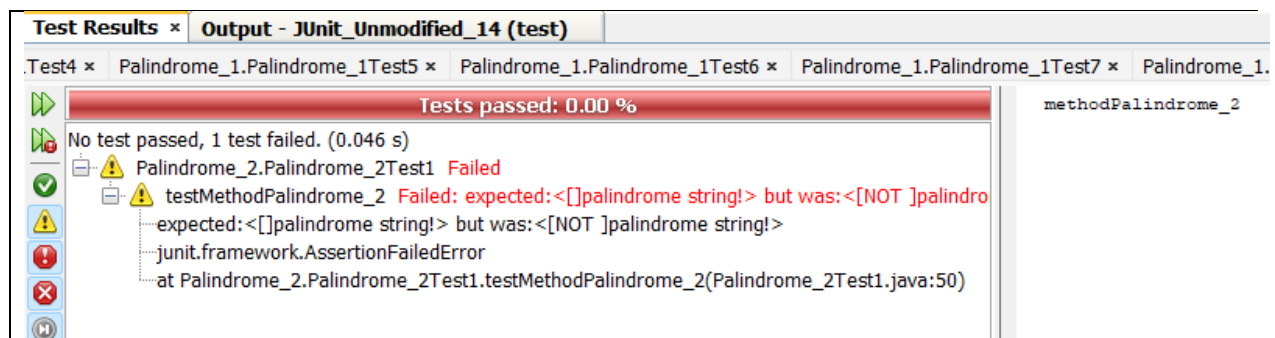 Test Results × Output - JUnit_Unmodified_14 (test)
.Test4 × Palindrome_1.Palindrome_1Test5 × Palindrome_1.Palindrome_1Test6 × Palindrome_1.Palindrome_1Test7 × Palindrome_1.
Tests passed: 0.00 % methodPalindrome_2
No test passed, 1 test failed. (0.046 s)
Palindrome_2.Palindrome_2Test1 Failed
testMethodPalindrome_2 Failed: expected:<[]palindrome string!> but was:<[NOT ]palindro
expected:<[]palindrome string!> but was:<[NOT ]palindrome string!>
junit.framework.AssertionFailedError
at Palindrome_2.Palindrome_2Test1.testMethodPalindrome_2(Palindrome_2Test1.java:50)